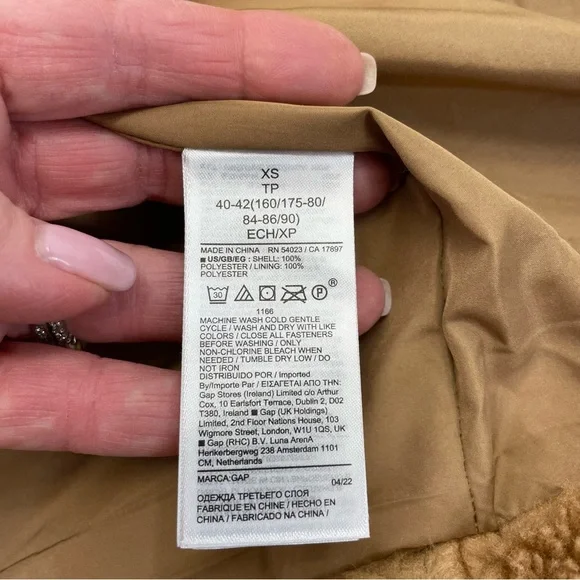 XS
TP
40-42(160/175-80/
84-86/90)
ECH/XP
MADE IN CHINA RN 54023 / CA 17897
■ US/GB/EG : SHELL: 100%
POLYESTER / LINING: 100%
POLYESTER
30 P ®
1166
MACHINE WASH COLD GENTLE
CYCLE / WASH AND DRY WITH LIKE
COLORS / CLOSE ALL FASTENERS
BEFORE WASHING / ONLY
NON-CHLORINE BLEACH WHEN
NEEDED / TUMBLE DRY LOW / DO
NOT IRON
DISTRIBUIDO POR / Imported
By/Importe Par / ΕΙΣΑΓΕΤΑΙ ΑΠΟ ΤΗΝ:
Gap Stores (Ireland) Limited c/o Arthur
Cox, 10 Earlsfort Terrace, Dublin 2, D02
T380, Ireland ■ Gap (UK Holdings)
Limited, 2nd Floor Nations House, 103
Wigmore Street, London, W1U 1QS, UK
■ Gap (RHC) B.V. Luna ArenA
Herikerbergweg 238 Amsterdam 1101
CM, Netherlands
MARCA:GAP 04/22
ОДЕЖДА ТРЕТЬЕГО СЛОЯ
FABRIQUE EN CHINE / HECHO EN
CHINA / FABRICADO NA CHINA /